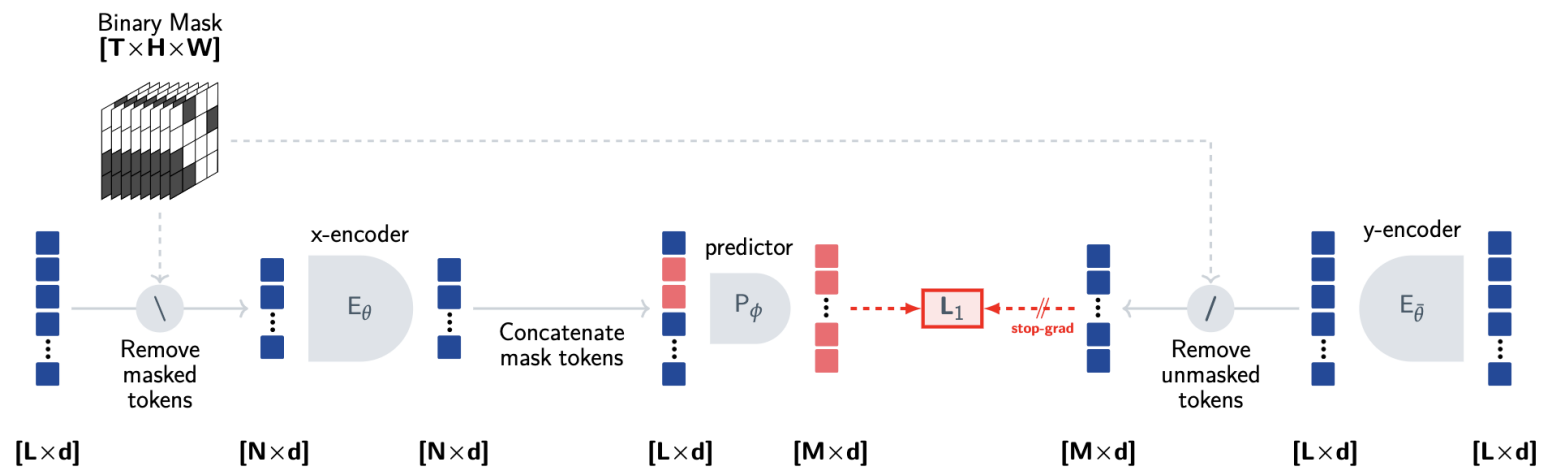 Binary Mask
[T×H×W]
x-encoder
predictor
y-encoder
\
E_θ
P_ϕ
L_1
//
stop-grad
/
E_θ̄
Concatenate
mask tokens
Remove
masked
tokens
Remove
unmasked
tokens
[L×d]
[N×d]
[N×d]
[L×d]
[M×d]
[M×d]
[L×d]
[L×d]